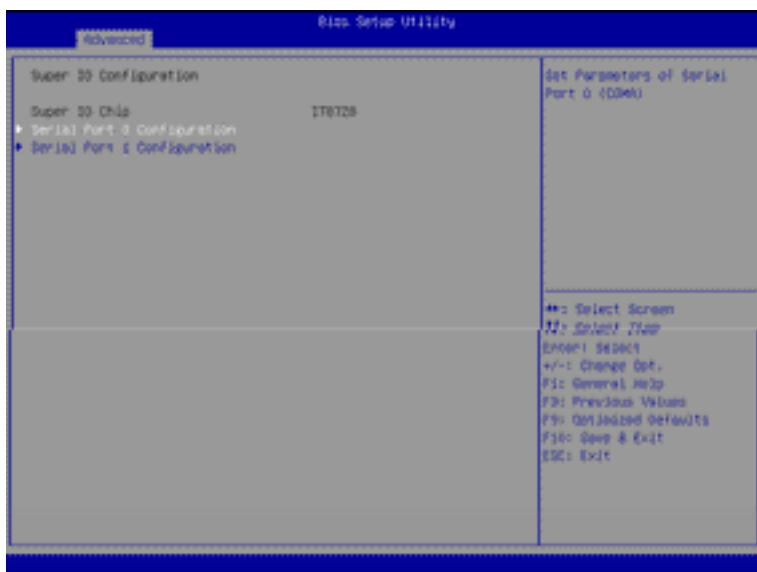 Bios Setup Utility
Advanced
Super IO Configuration
Super IO Chip IT8728
Serial Port 0 Configuration
Serial Port 1 Configuration
Set Parameters of Serial
Port 0 (COMA)
: Select Screen
: Select Item
Enter: Select
+/-: Change Opt.
F1: General Help
F3: Previous Values
F9: Optimized Defaults
F10: Save & Exit
ESC: Exit